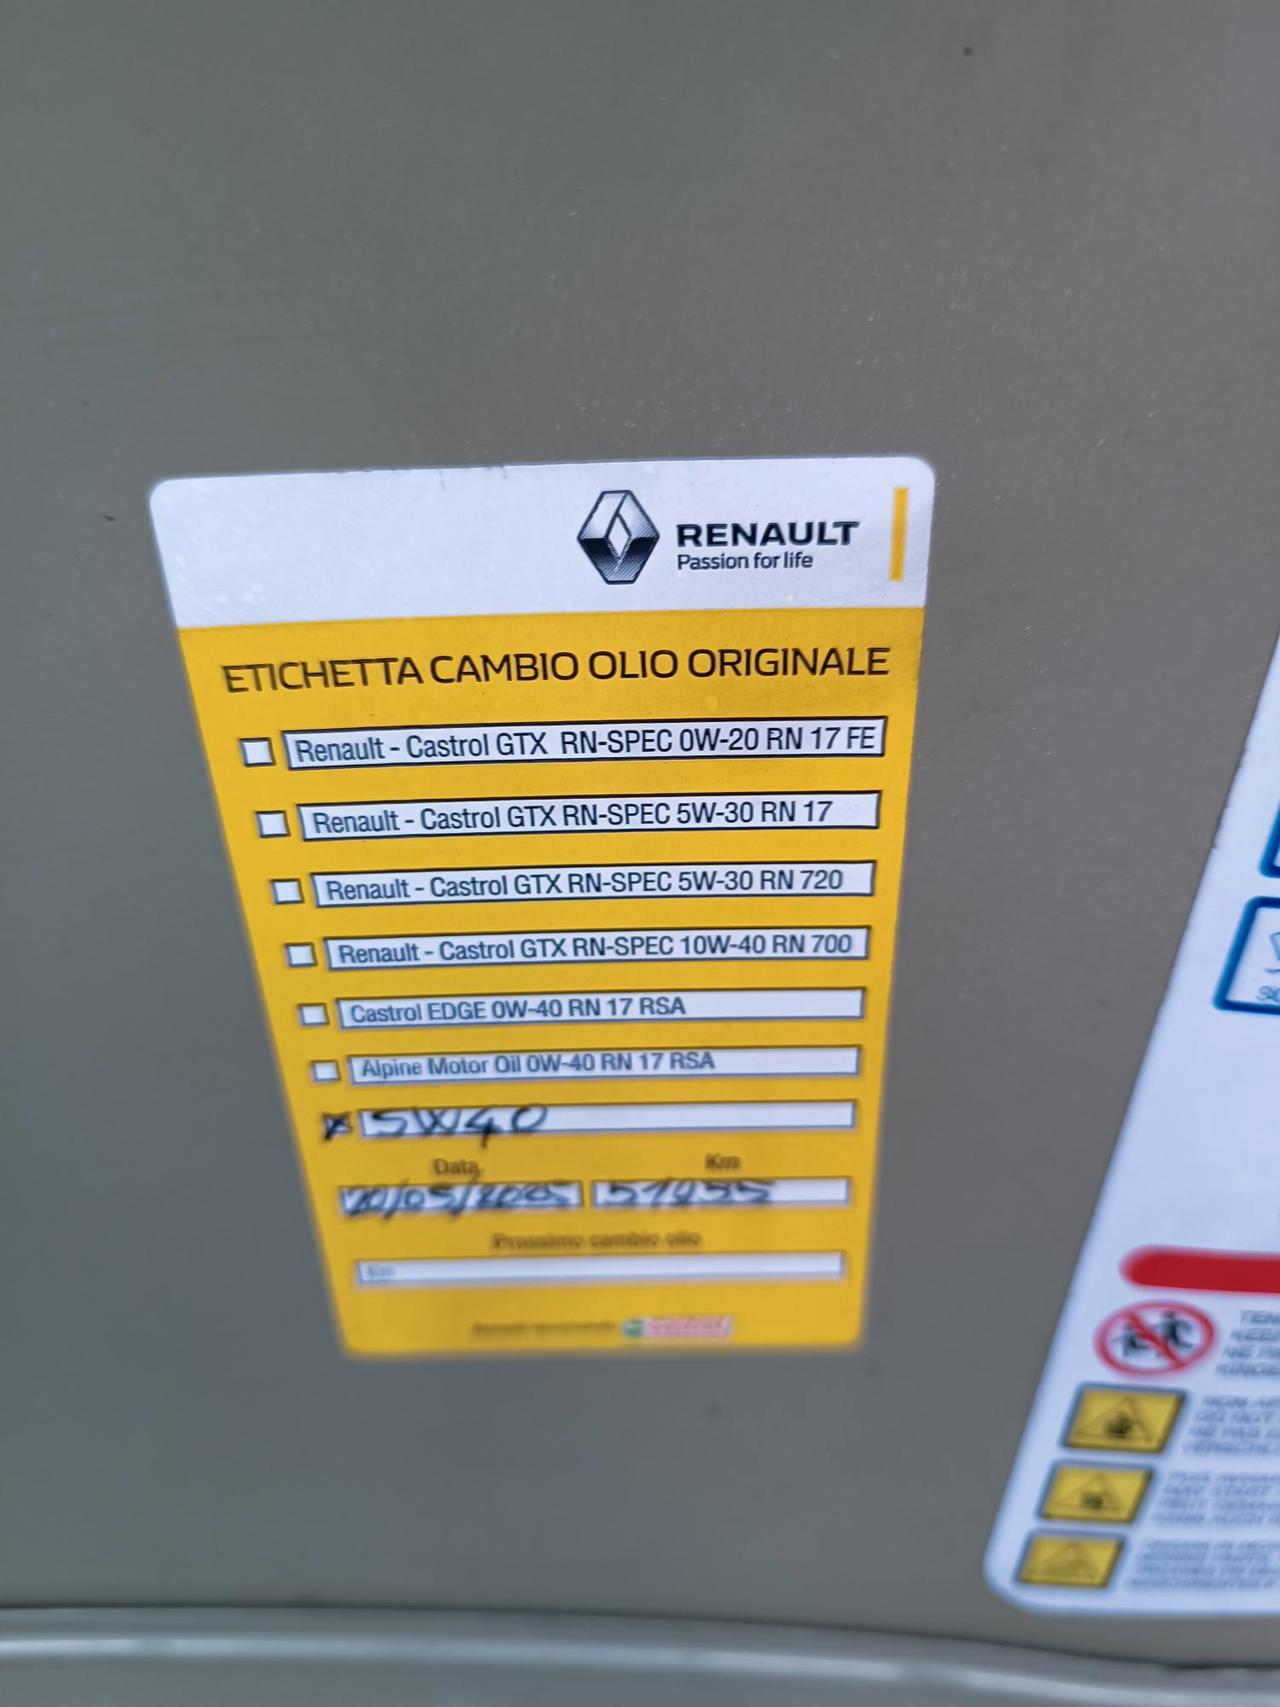 RENAULT
Passion for life
ETICHETTA CAMBIO OLIO ORIGINALE
Renault - Castrol GTX RN-SPEC 0W-20 RN 17 FE
Renault - Castrol GTX RN-SPEC 5W-30 RN 17
Renault - Castrol GTX RN-SPEC 5W-30 RN 720
Renault - Castrol GTX RN-SPEC 10W-40 RN 700
Castrol EDGE 0W-40 RN 17 RSA
Alpine Motor Oil 0W-40 RN 17 RSA
5W40
Data Km
/05/2025
Prossimo cambio olio
Km